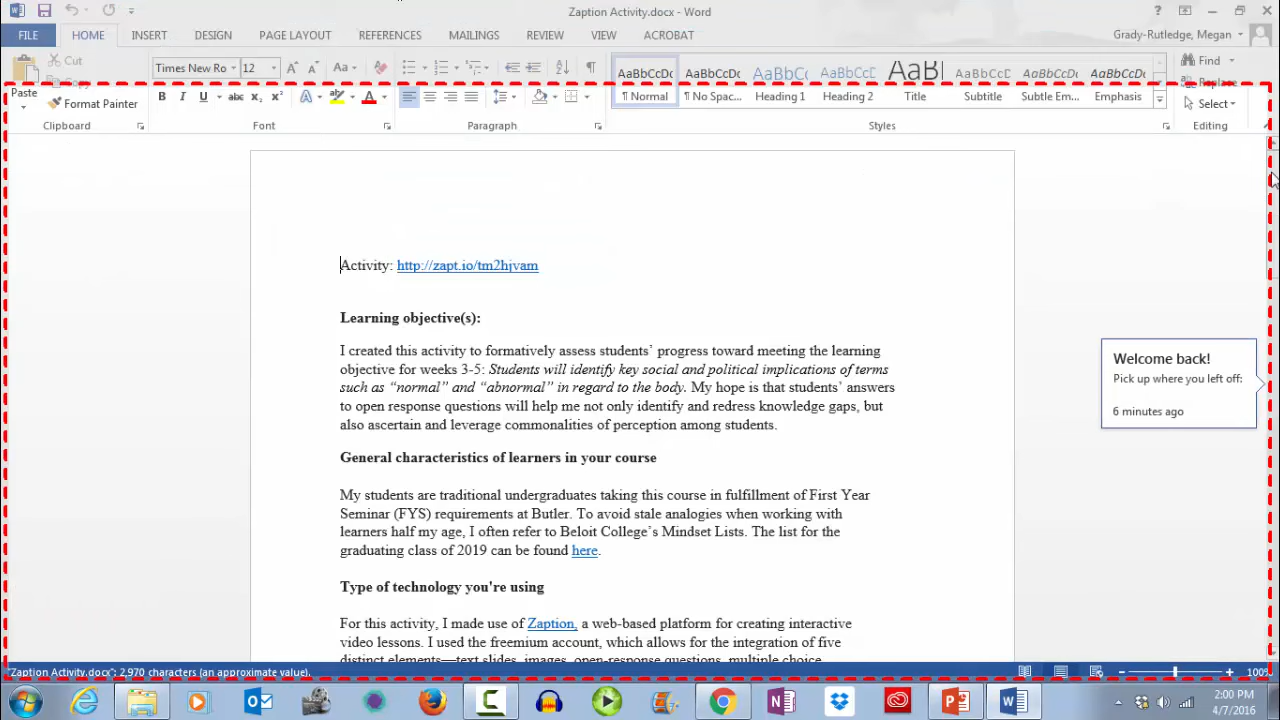 Zaption Activity.docx - Word
FILE HOME INSERT DESIGN PAGE LAYOUT REFERENCES MAILINGS REVIEW VIEW ACROBAT
Grady-Rutledge, Megan
Cut
Copy
Paste
Format Painter
Times New Ro 12
Aa
B I U abc x₂ x²
A A
AaBbCcDc AaBbCcDc AaBbCc AaBbCc AaB AaBbCcD AaBbCcDc AaBbCcDc
¶ Normal ¶ No Spac... Heading 1 Heading 2 Title Subtitle Subtle Em... Emphasis
Find
Replace
Select
Clipboard Font Paragraph Styles Editing
Activity: http://zapt.io/tm2hjvam
Learning objective(s):
I created this activity to formatively assess students’ progress toward meeting the learning
objective for weeks 3-5: Students will identify key social and political implications of terms
such as “normal” and “abnormal” in regard to the body. My hope is that students’ answers
to open response questions will help me not only identify and redress knowledge gaps, but
also ascertain and leverage commonalities of perception among students.
General characteristics of learners in your course
My students are traditional undergraduates taking this course in fulfillment of First Year
Seminar (FYS) requirements at Butler. To avoid stale analogies when working with
learners half my age, I often refer to Beloit College’s Mindset Lists. The list for the
graduating class of 2019 can be found here.
Type of technology you're using
For this activity, I made use of Zaption, a web-based platform for creating interactive
video lessons. I used the freemium account, which allows for the integration of five
distinct elements—text slides, images, open-response questions, multiple choice
Welcome back!
Pick up where you left off:
6 minutes ago
"Zaption Activity.docx": 2,970 characters (an approximate value).
100%
2:00 PM
4/7/2016